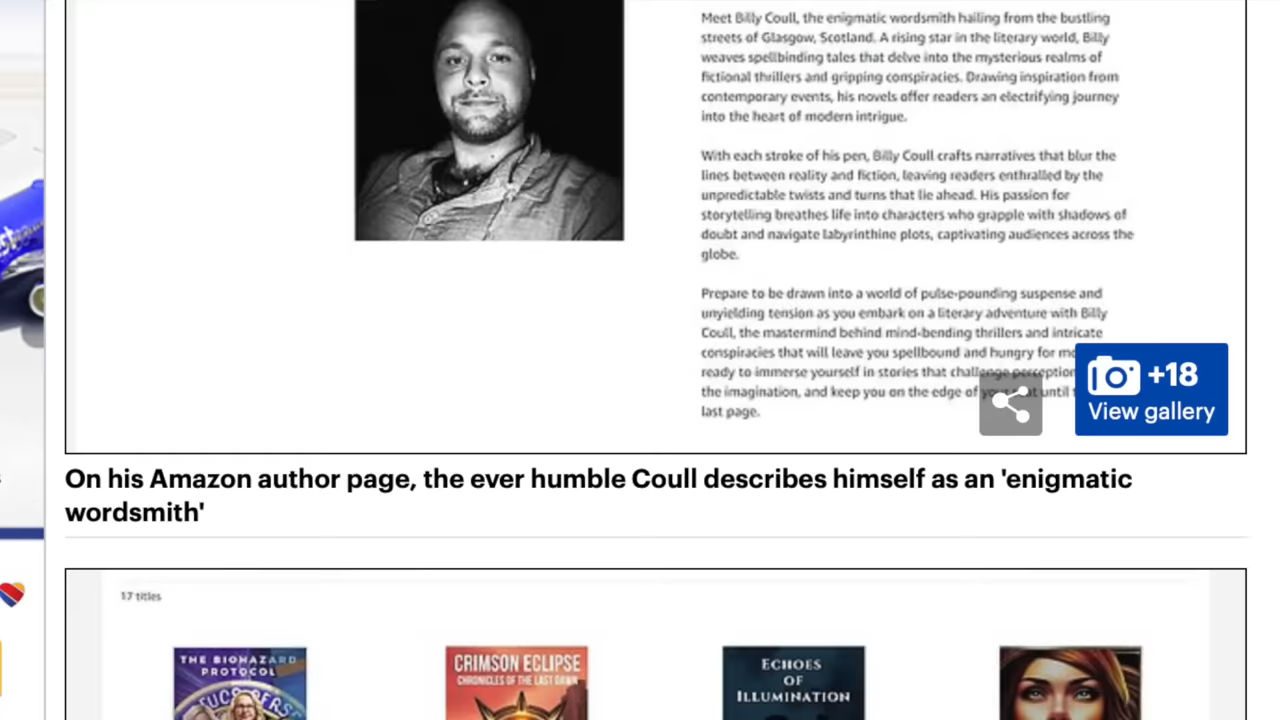 Meet Billy Coull, the enigmatic wordsmith hailing from the bustling
streets of Glasgow, Scotland. A rising star in the literary world, Billy
weaves spellbinding tales that delve into the mysterious realms of
fictional thrillers and gripping conspiracies. Drawing inspiration from
contemporary events, his novels offer readers an electrifying journey
into the heart of modern intrigue.
With each stroke of his pen, Billy Coull crafts narratives that blur the
lines between reality and fiction, leaving readers enthralled by the
unpredictable twists and turns that lie ahead. His passion for
storytelling breathes life into characters who grapple with shadows of
doubt and navigate labyrinthine plots, captivating audiences across the
globe.
Prepare to be drawn into a world of pulse-pounding suspense and
unyielding tension as you embark on a literary adventure with Billy
Coull, the mastermind behind mind-bending thrillers and intricate
conspiracies that will leave you spellbound and hungry for
ready to immerse yourself in stories that challenge
the imagination, and keep you on the edge of your seat until
last page.
+18
View gallery
On his Amazon author page, the ever humble Coull describes himself as an 'enigmatic
wordsmith'
17 titles
THE BIOHAZARD
PROTOCOL
CRIMSON ECLIPSE
CHRONICLES OF THE LAST DAWN
ECHOES
OF
ILLUMINATION